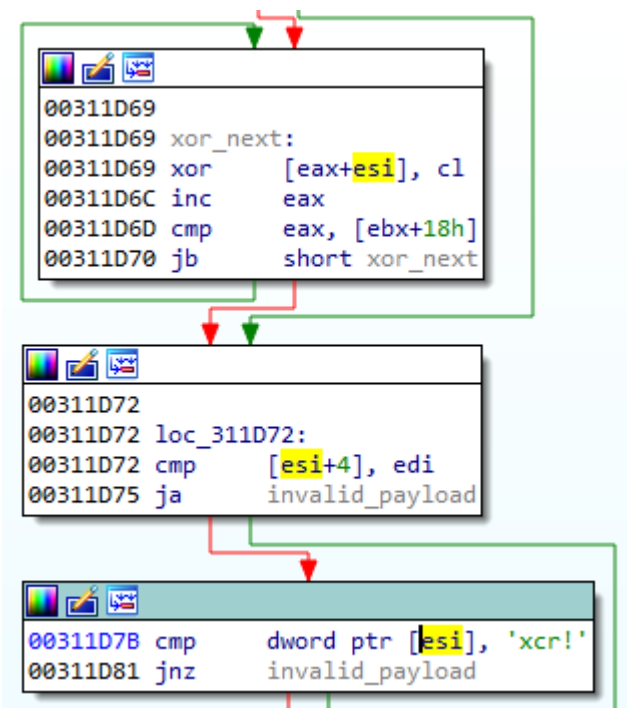 00311D69
00311D69 xor_next:
00311D69 xor [eax+esi], cl
00311D6C inc eax
00311D6D cmp eax, [ebx+18h]
00311D70 jb short xor_next
00311D72
00311D72 loc_311D72:
00311D72 cmp [esi+4], edi
00311D75 ja invalid_payload
00311D7B cmp dword ptr [esi], 'xcr!'
00311D81 jnz invalid_payload